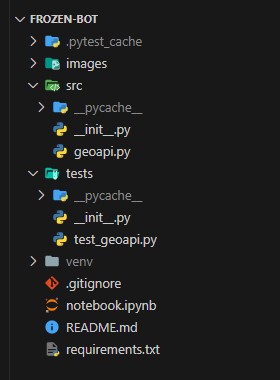 FROZEN-BOT
.pytest_cache
images
src
__pycache__
__init__.py
geoapi.py
tests
__pycache__
__init__.py
test_geoapi.py
venv
.gitignore
notebook.ipynb
README.md
requirements.txt